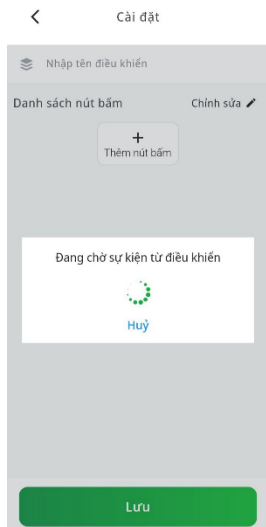 Cài đặt
Nhập tên điều khiển
Danh sách nút bấm Chỉnh sửa
+
Thêm nút bấm
Đang chờ sự kiện từ điều khiển
Huỷ
Lưu